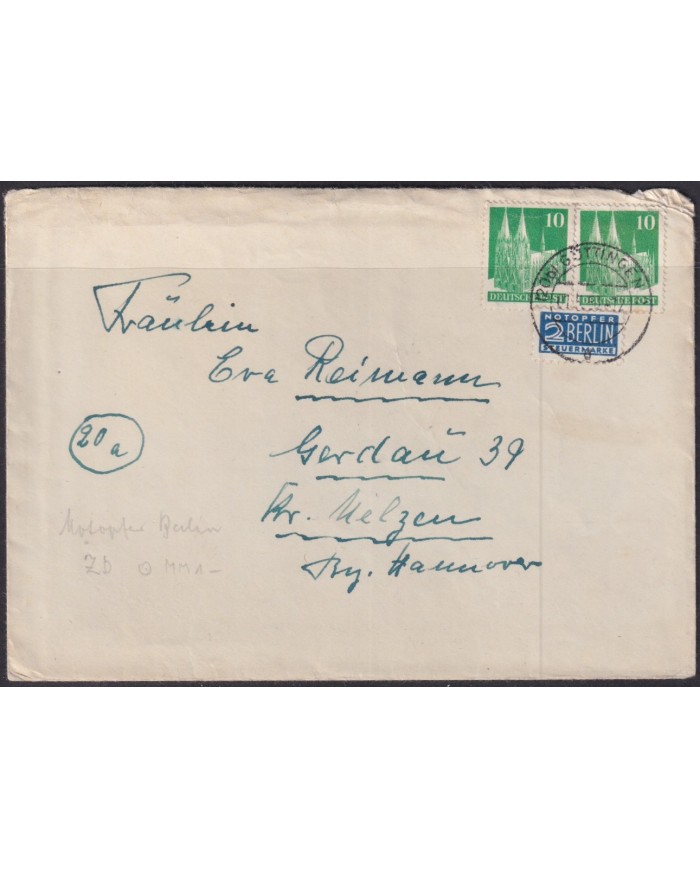 10 10
DEUTSCHE POST DEUTSCHE POST
GÖTTINGEN
NOTOPFER
2 BERLIN
STEUERMARKE
Fräulein
Eva Reimann
20a
Gerdau 39
Kr. Uelzen
Bz. Hannover
Notopfer Berlin
ZD